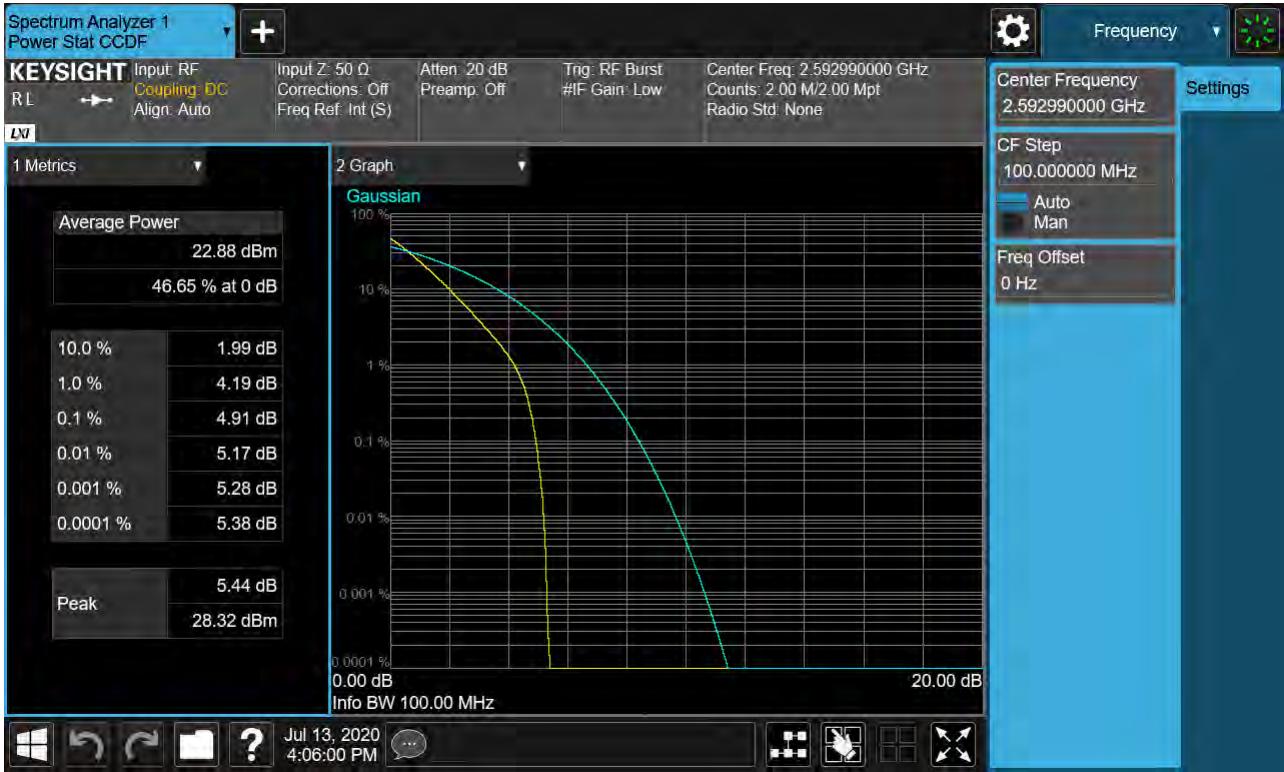 Spectrum Analyzer 1
Power Stat CCDF
Frequency
KEYSIGHT
R L
LXI
Input: RF
Coupling: DC
Align: Auto
Input Z: 50 Ω
Corrections: Off
Freq Ref: Int (S)
Atten: 20 dB
Preamp: Off
Trig: RF Burst
#IF Gain: Low
Center Freq: 2.592990000 GHz
Counts: 2.00 M/2.00 Mpt
Radio Std: None
Center Frequency
2.592990000 GHz
Settings
CF Step
100.000000 MHz
Auto
Man
Freq Offset
0 Hz
1 Metrics
Average Power
22.88 dBm
46.65 % at 0 dB
10.0 % 1.99 dB
1.0 % 4.19 dB
0.1 % 4.91 dB
0.01 % 5.17 dB
0.001 % 5.28 dB
0.0001 % 5.38 dB
Peak
5.44 dB
28.32 dBm
2 Graph
Gaussian
100 %
10 %
1 %
0.1 %
0.01 %
0.001 %
0.0001 %
0.00 dB 20.00 dB
Info BW 100.00 MHz
?
Jul 13, 2020
4:06:00 PM